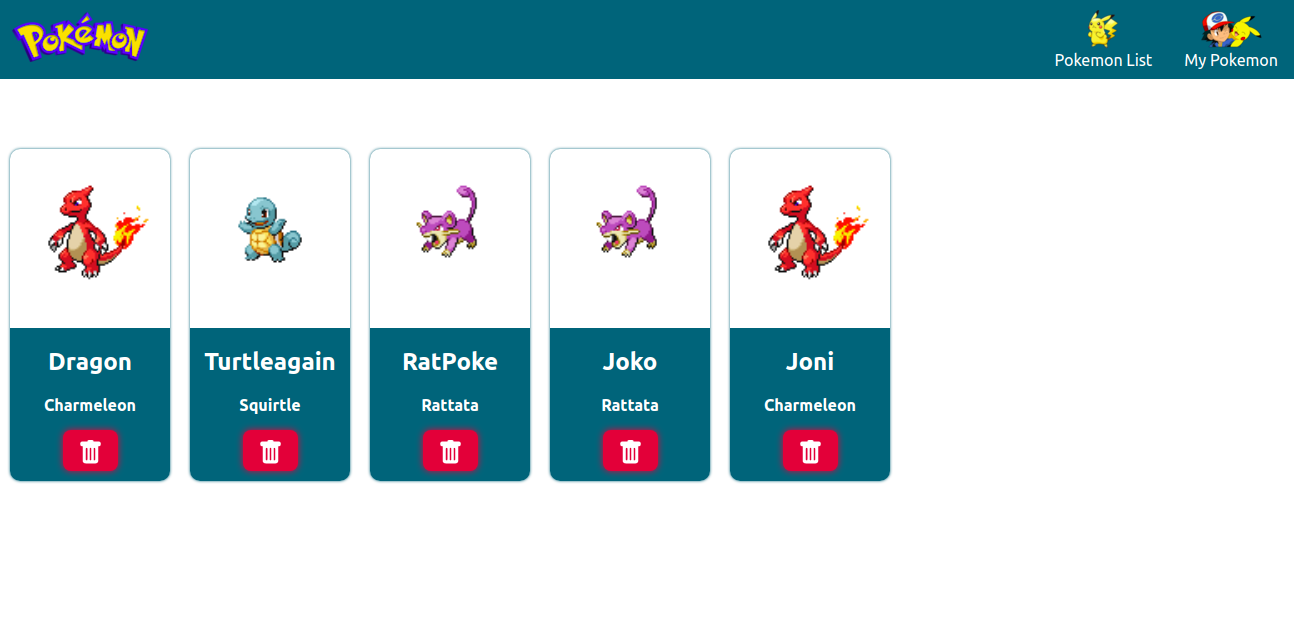 Pokémon
Pokemon List
My Pokemon
Dragon
Charmeleon
Turtleagain
Squirtle
RatPoke
Rattata
Joko
Rattata
Joni
Charmeleon